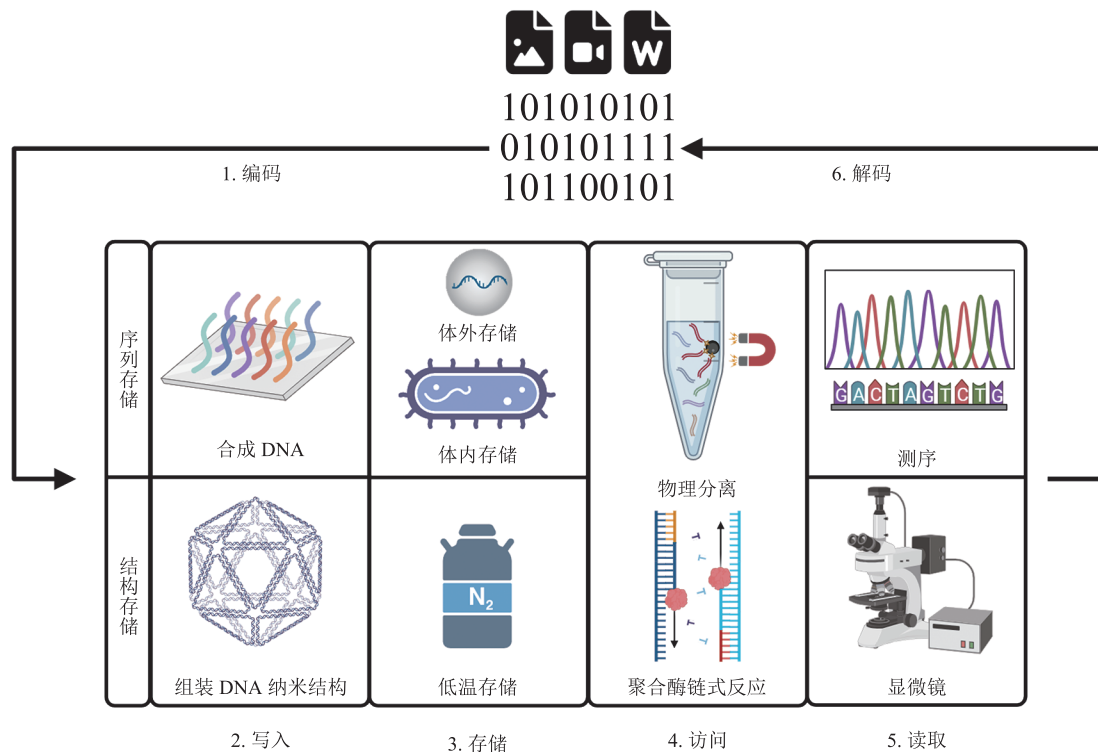 W
101010101
010101111
101100101
1. 编码
6. 解码
序列存储
合成 DNA
体外存储
体内存储
物理分离
GACTAGTCTG
测序
结构存储
组装 DNA 纳米结构
N₂
低温存储
聚合酶链式反应
显微镜
2. 写入
3. 存储
4. 访问
5. 读取